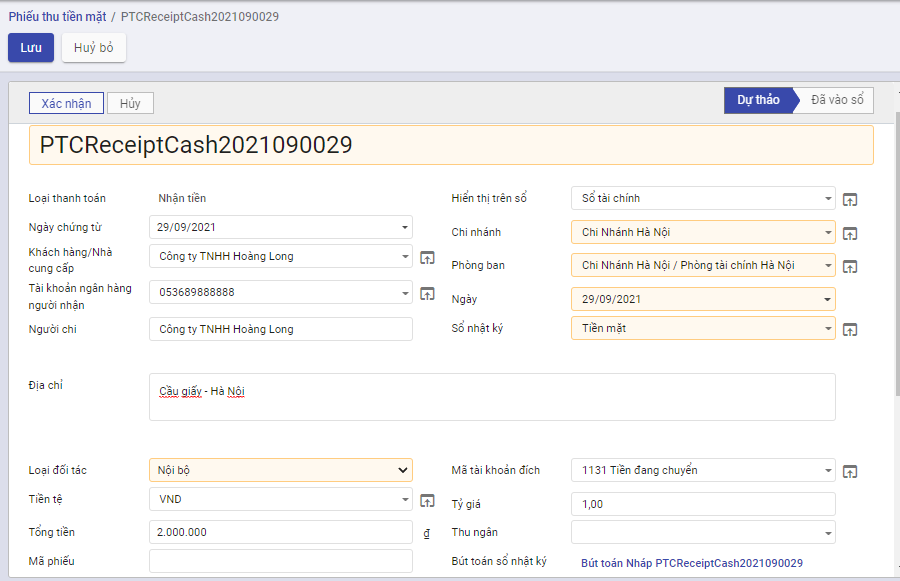 Phiếu thu tiền mặt / PTCReceiptCash2021090029
Lưu Huỷ bỏ
Xác nhận Hủy Dự thảo Đã vào sổ
PTCReceiptCash2021090029
Loại thanh toán Nhận tiền Hiển thị trên sổ Sổ tài chính
Ngày chứng từ 29/09/2021 Chi nhánh Chi Nhánh Hà Nội
Khách hàng/Nhà
cung cấp Công ty TNHH Hoàng Long Phòng ban Chi Nhánh Hà Nội / Phòng tài chính Hà Nội
Tài khoản ngân hàng
người nhận 053689888888 Ngày 29/09/2021
Người chi Công ty TNHH Hoàng Long Sổ nhật ký Tiền mặt
Địa chỉ Cầu giấy - Hà Nội
Loại đối tác Nội bộ Mã tài khoản đích 1131 Tiền đang chuyển
Tiền tệ VND Tỷ giá 1,00
Tổng tiền 2.000.000 ₫ Thu ngân
Mã phiếu Bút toán sổ nhật ký Bút toán Nháp PTCReceiptCash2021090029